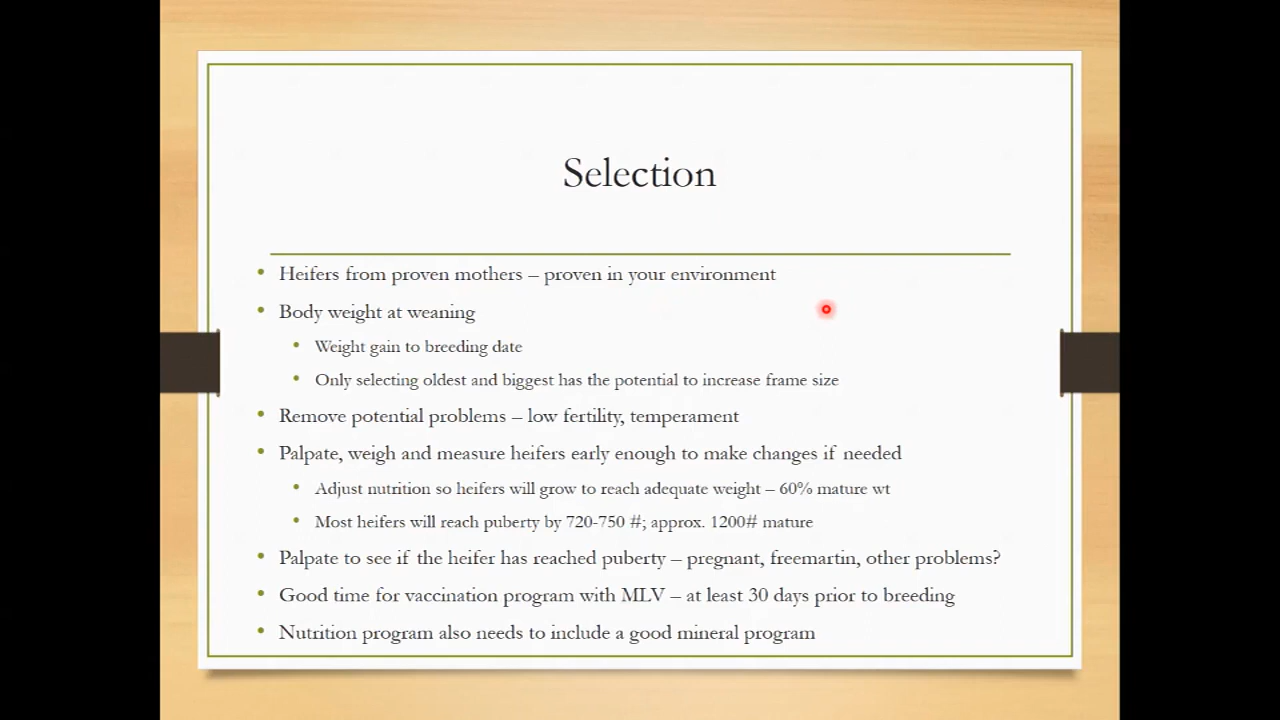 Selection
• Heifers from proven mothers – proven in your environment
• Body weight at weaning
• Weight gain to breeding date
• Only selecting oldest and biggest has the potential to increase frame size
• Remove potential problems – low fertility, temperament
• Palpate, weigh and measure heifers early enough to make changes if needed
• Adjust nutrition so heifers will grow to reach adequate weight – 60% mature wt
• Most heifers will reach puberty by 720-750 #; approx. 1200# mature
• Palpate to see if the heifer has reached puberty – pregnant, freemartin, other problems?
• Good time for vaccination program with MLV – at least 30 days prior to breeding
• Nutrition program also needs to include a good mineral program